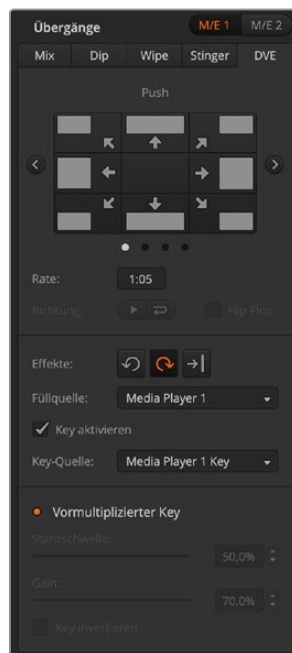 Übergänge M/E 1 M/E 2
Mix Dip Wipe Stinger DVE
Push
Rate: 1:05
Richtung: Flip Flop
Effekte:
Füllquelle: Media Player 1
Key aktivieren
Key-Quelle: Media Player 1 Key
Vormultiplizierter Key
Stanzschwelle:
50,0%
Gain:
70,0%
Key invertieren